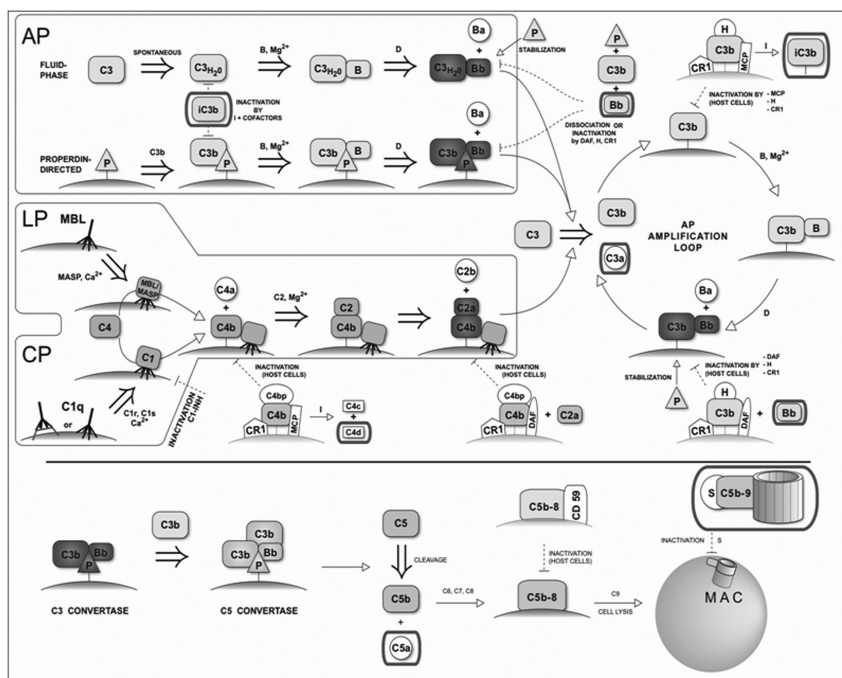 AP
FLUID-
PHASE
C3
SPONTANEOUS
C3H20
B, Mg2+
C3H20 B
D
Ba
+
C3H20 Bb
P
STABILIZATION
iC3b
INACTIVATION
BY
I + COFACTORS
PROPERDIN-
DIRECTED
P
C3b
C3b
P
B, Mg2+
C3b B
P
D
Ba
+
C3b Bb
P
P
+
C3b
+
Bb
DISSOCIATION OR
INACTIVATION
by DAF, H, CR1
H
C3b
CR1
MCP
I
iC3b
INACTIVATION BY
(HOST CELLS)
- MCP
- H
- CR1
C3b
B, Mg2+
C3b B
D
Ba
+
C3b Bb
AP
AMPLIFICATION
LOOP
C3
C3b
+
C3a
STABILIZATION
P
INACTIVATION BY
(HOST CELLS)
- DAF
- H
- CR1
H
C3b
CR1
DAF
+
Bb
LP
MBL
MASP, Ca2+
MBL/
MASP
C4
C4a
+
C4b
C2, Mg2+
C2
C4b
C2b
+
C2a
C4b
CP
C1
C1q
or
C1r, C1s
Ca2+
INACTIVATION
C1-INH
INACTIVATION
(HOST CELLS)
C4bp
C4b
CR1
MCP
I
C4c
+
C4d
INACTIVATION
(HOST CELLS)
C4bp
C4b
CR1
DAF
+
C2a
C3b Bb
P
C3 CONVERTASE
C3b
C3b
C3b Bb
P
C5 CONVERTASE
C5
CLEAVAGE
C5b
+
C5a
C6, C7, C8
C5b-8
CD 59
INACTIVATION
(HOST CELLS)
C5b-8
C9
CELL LYSIS
S
C5b-9
INACTIVATION S
MAC